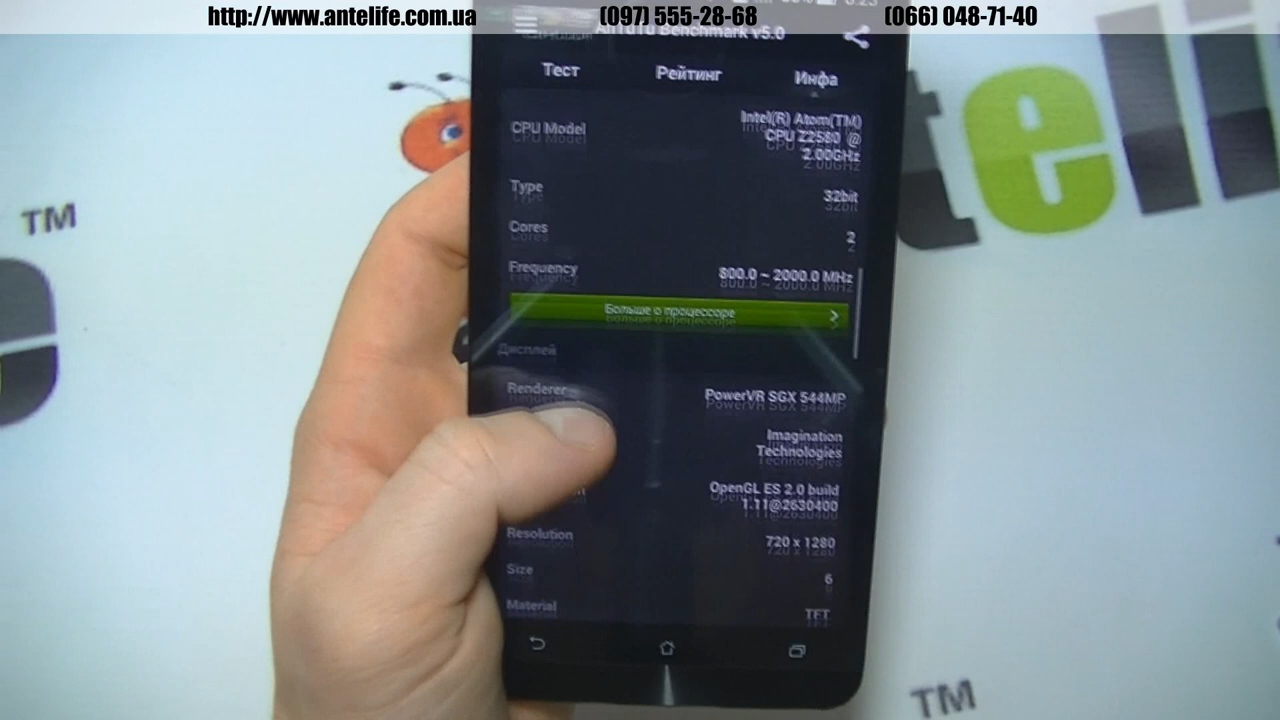 http://www.antelife.com.ua (097) 555-28-68 (066) 048-71-40
AnTuTu Benchmark v5.0
Тест Рейтинг Инфа
CPU Model Intel(R) Atom(TM)
CPU Z2580 @
2.00GHz
Type 32bit
Cores 2
Frequency 800.0 ~ 2000.0 MHz
Больше о процессоре
Дисплей
Renderer PowerVR SGX 544MP
Imagination
Technologies
OpenGL ES 2.0 build
1.11@2630400
Resolution 720 x 1280
Size 6
Material TFT
TM
teli
TM